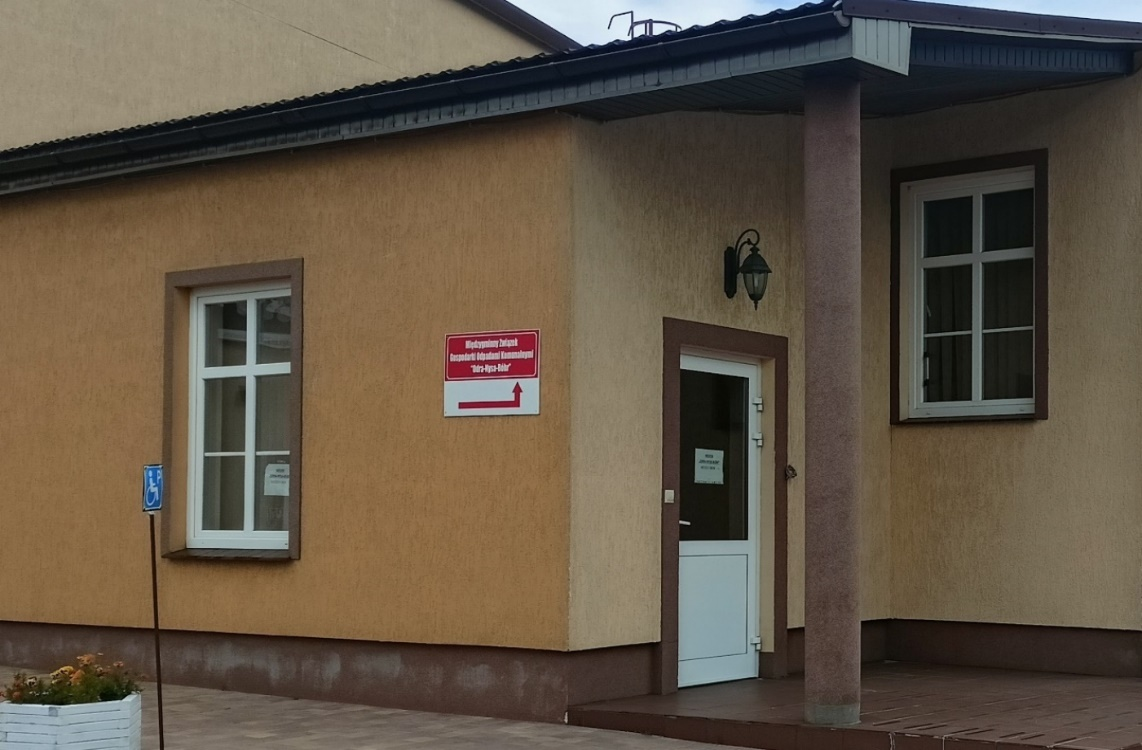 Międzygminny Związek
Gospodarki Odpadami Komunalnymi
"Odra-Nysa-Bóbr"
P